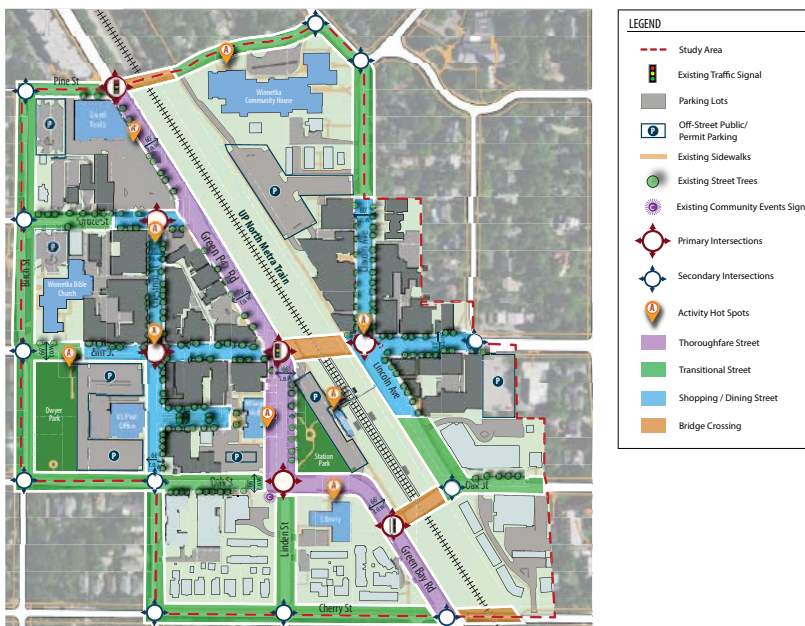 Pine St
A
Winnetka
Community House
P
A
P
Grace St
A
UP North Metra Train
Green Bay Rd
Birch St
Winnetka Bible
Church
A
A
Elm St
A
Lincoln Ave
P
P
Dwyer
Park
US Post
Office
A
A
P
Station
Park
P
P
Oak St
Oak St
C
A
Library
Linden St
Green Bay Rd
Cherry St
LEGEND
Study Area
Existing Traffic Signal
Parking Lots
P
Off-Street Public/
Permit Parking
Existing Sidewalks
Existing Street Trees
C
Existing Community Events Sign
Primary Intersections
Secondary Intersections
A
Activity Hot Spots
Thoroughfare Street
Transitional Street
Shopping / Dining Street
Bridge Crossing